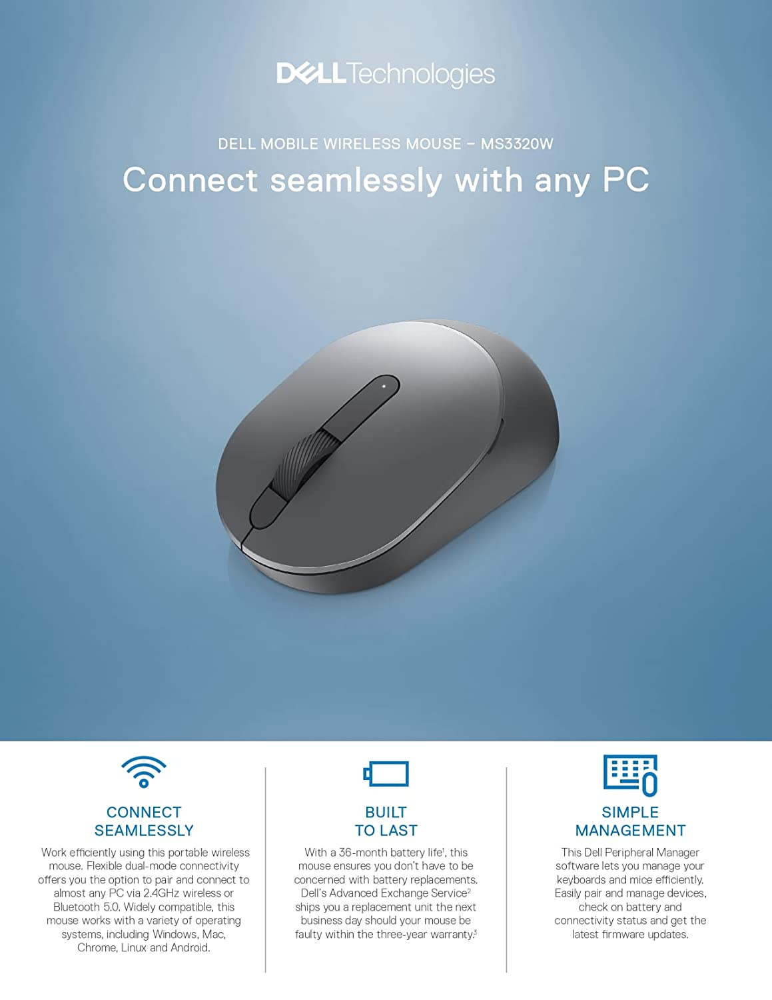 DELLTechnologies
DELL MOBILE WIRELESS MOUSE – MS3320W
Connect seamlessly with any PC
CONNECT
SEAMLESSLY
Work efficiently using this portable wireless
mouse. Flexible dual-mode connectivity
offers you the option to pair and connect to
almost any PC via 2.4GHz wireless or
Bluetooth 5.0. Widely compatible, this
mouse works with a variety of operating
systems, including Windows, Mac,
Chrome, Linux and Android.
BUILT
TO LAST
With a 36-month battery life¹, this
mouse ensures you don't have to be
concerned with battery replacements.
Dell's Advanced Exchange Service²
ships you a replacement unit the next
business day should your mouse be
faulty within the three-year warranty.³
SIMPLE
MANAGEMENT
This Dell Peripheral Manager
software lets you manage your
keyboards and mice efficiently.
Easily pair and manage devices,
check on battery and
connectivity status and get the
latest firmware updates.